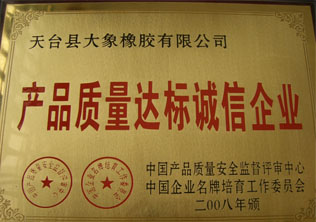 天台县大象橡胶有限公司
产品质量达标诚信企业
中国产品质量安全监督评审中心
中国企业名牌培育工作委员会
二00八年颁